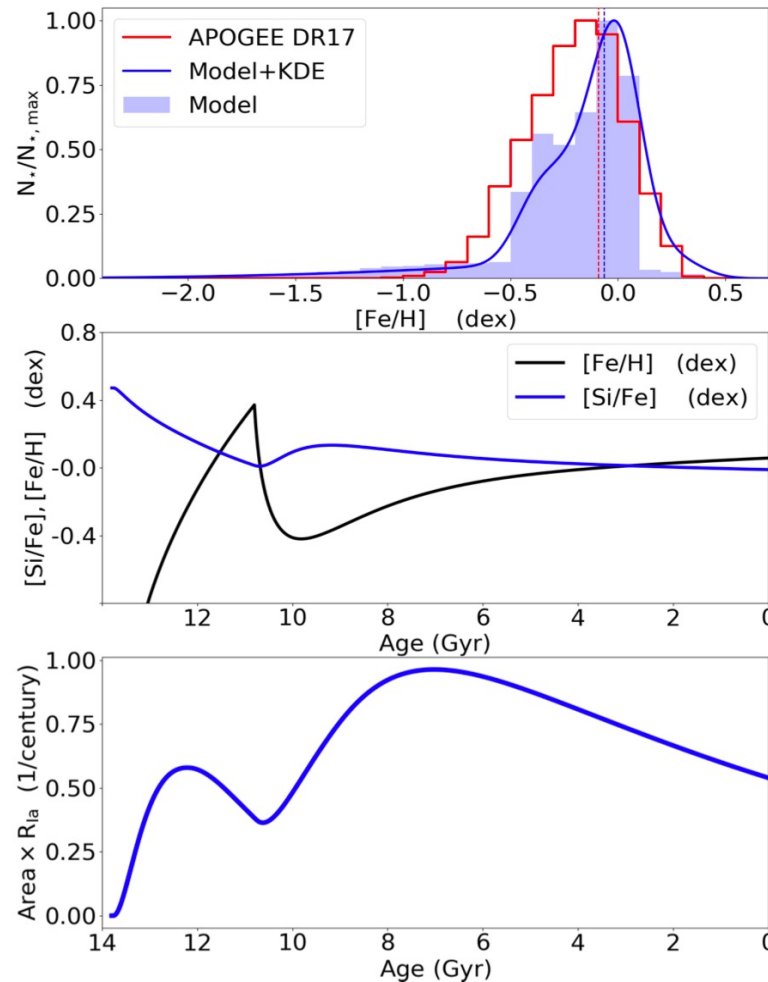 1.00
0.75
0.50
0.25
0.00
N⋆/N⋆,max
APOGEE DR17
Model+KDE
Model
−2.0 −1.5 −1.0 −0.5 0.0 0.5
[Fe/H] (dex)
0.8
0.4
-0.0
-0.4
[Si/Fe], [Fe/H] (dex)
[Fe/H] (dex)
[Si/Fe] (dex)
12 10 8 6 4 2 0
Age (Gyr)
1.00
0.75
0.50
0.25
0.00
Area × RIa (1/century)
14 12 10 8 6 4 2 0
Age (Gyr)